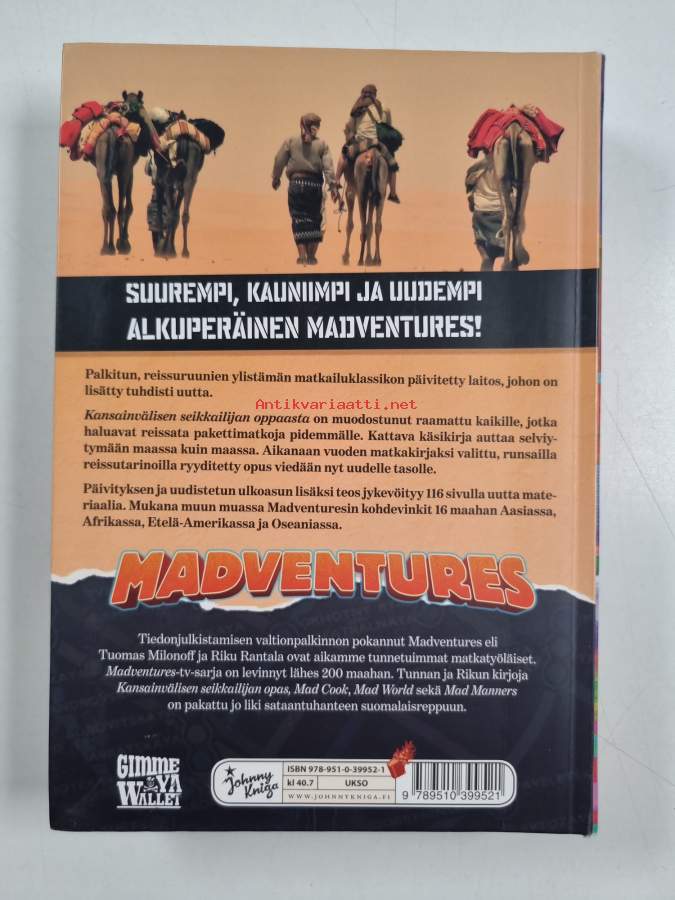 SUUREMPI, KAUNIIMPI JA UUDEMPI
ALKUPERÄINEN MADVENTURES!
Palkitun, reissuruunien ylistämän matkailuklassikon päivitetty laitos, johon on
lisätty tuhdisti uutta.
Antikvariaatti.net
Kansainvälisen seikkailijan oppaasta on muodostunut raamattu kaikille, jotka
haluavat reissata pakettimatkoja pidemmälle. Kattava käsikirja auttaa selviy-
tymään maassa kuin maassa. Aikanaan vuoden matkakirjaksi valittu, runsailla
reissutarinoilla ryyditetty opus viedään nyt uudelle tasolle.
Päivityksen ja uudistetun ulkoasun lisäksi teos jykevöityy 116 sivulla uutta mate-
riaalia. Mukana muun muassa Madventuresin kohdevinkit 16 maahan Aasiassa,
Afrikassa, Etelä-Amerikassa ja Oseaniassa.
MADVENTURES
Tiedonjulkistamisen valtionpalkinnon pokannut Madventures eli
Tuomas Milonoff ja Riku Rantala ovat aikamme tunnetuimmat matkatyöläiset.
Madventures-tv-sarja on levinnyt lähes 200 maahan. Tunnan ja Rikun kirjoja
Kansainvälisen seikkailijan opas, Mad Cook, Mad World sekä Mad Manners
on pakattu jo liki sataantuhanteen suomalaisreppuun.
GIMME
YA
WALLET
Johnny
Kniga
ISBN 978-951-0-39952-1
kl 40.7 UKSO
WWW.JOHNNYKNIGA.FI
9 789510 399521